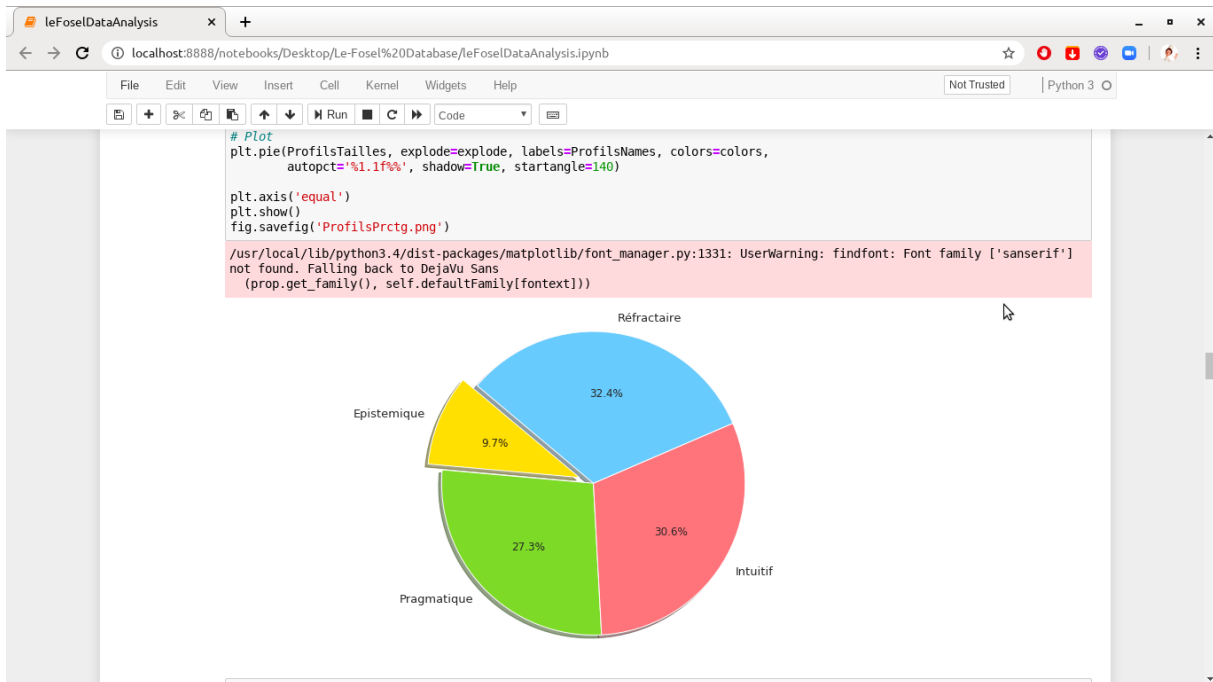 leFoselDataAnalysis
localhost:8888/notebooks/Desktop/Le-Fosel%20Database/leFoselDataAnalysis.ipynb
File Edit View Insert Cell Kernel Widgets Help Not Trusted Python 3
Run Code
# Plot
plt.pie(ProfilsTailles, explode=explode, labels=ProfilsNames, colors=colors,
        autopct='%1.1f%%', shadow=True, startangle=140)
plt.axis('equal')
plt.show()
fig.savefig('ProfilsPrctg.png')
/usr/local/lib/python3.4/dist-packages/matplotlib/font_manager.py:1331: UserWarning: findfont: Font family ['sanserif']
not found. Falling back to DejaVu Sans
  (prop.get_family(), self.defaultFamily[fontext]))
Réfractaire
32.4%
Epistemique
9.7%
30.6%
27.3%
Intuitif
Pragmatique